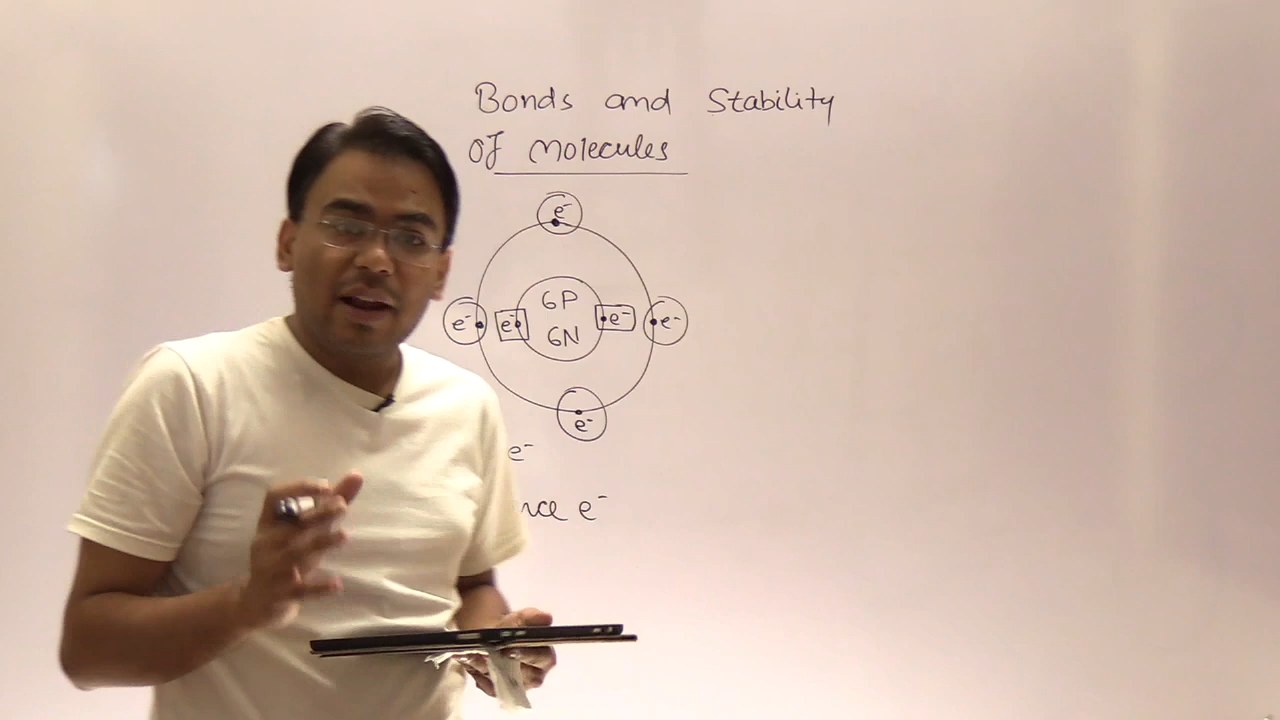 Bonds and Stability
Of Molecules
e-
6P
e- e- e- e-
6N
e-
e-
e-